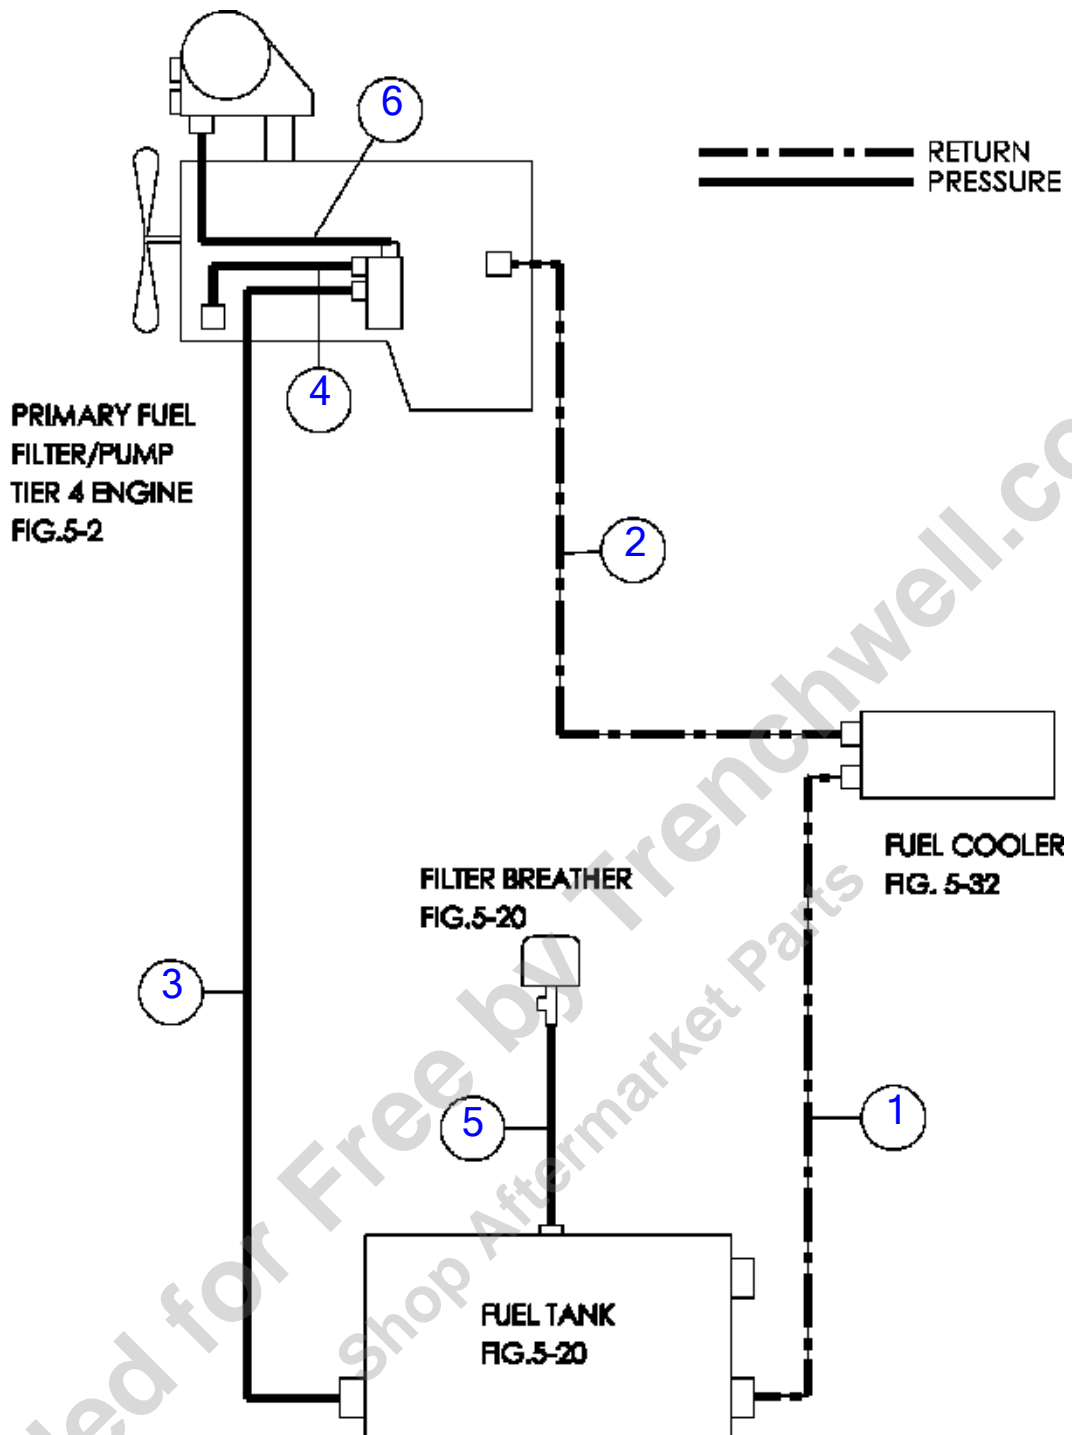 6
RETURN
PRESSURE
4
PRIMARY FUEL
FILTER/PUMP
TIER 4 ENGINE
FIG.5-2
2
FUEL COOLER
FIG. 5-32
FILTER BREATHER
FIG.5-20
3
5
1
FUEL TANK
FIG.5-20
for Free by Trenchwell.co
Shop Aftermarket Parts